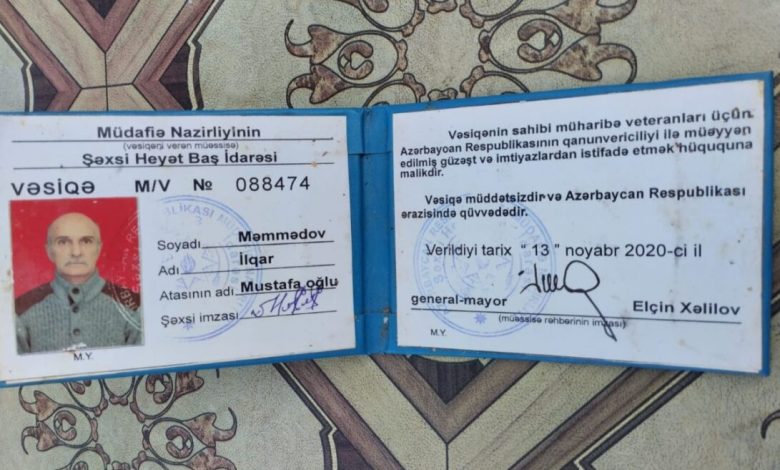 Müdafiə Nazirliyinin
(vəsiqəni verən müəssisə)
Şəxsi Heyət Baş İdarəsi
VƏSİQƏ M/V № 088474
Soyadı Məmmədov
Adı İlqar
Atasının adı Mustafa oğlu
Şəxsi imzası
M.Y.
Vəsiqənin sahibi müharibə veteranları üçün
Azərbaycan Respublikasının qanunvericiliyi ilə müəyyən
edilmiş güzəşt və imtiyazlardan istifadə etmək hüququna
malikdir.
Vəsiqə müddətsizdir və Azərbaycan Respublikası
ərazisində qüvvədədir.
Verildiyi tarix “ 13 ” noyabr 2020-ci il
general-mayor Elçin Xəlilov
(müəssisə rəhbərinin imzası)
M.Y.